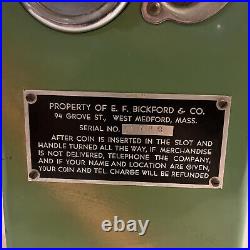 PROPERTY OF E. F. BICKFORD & CO.
94 GROVE ST., WEST MEDFORD, MASS.
SERIAL NO.
AFTER COIN IS INSERTED IN THE SLOT AND
HANDLE TURNED ALL THE WAY, IF MERCHANDISE
IS NOT DELIVERED, TELEPHONE THE COMPANY,
AND IF YOUR NAME AND LOCATION ARE GIVEN,
YOUR COIN AND TEL. CHARGE WILL BE REFUNDED